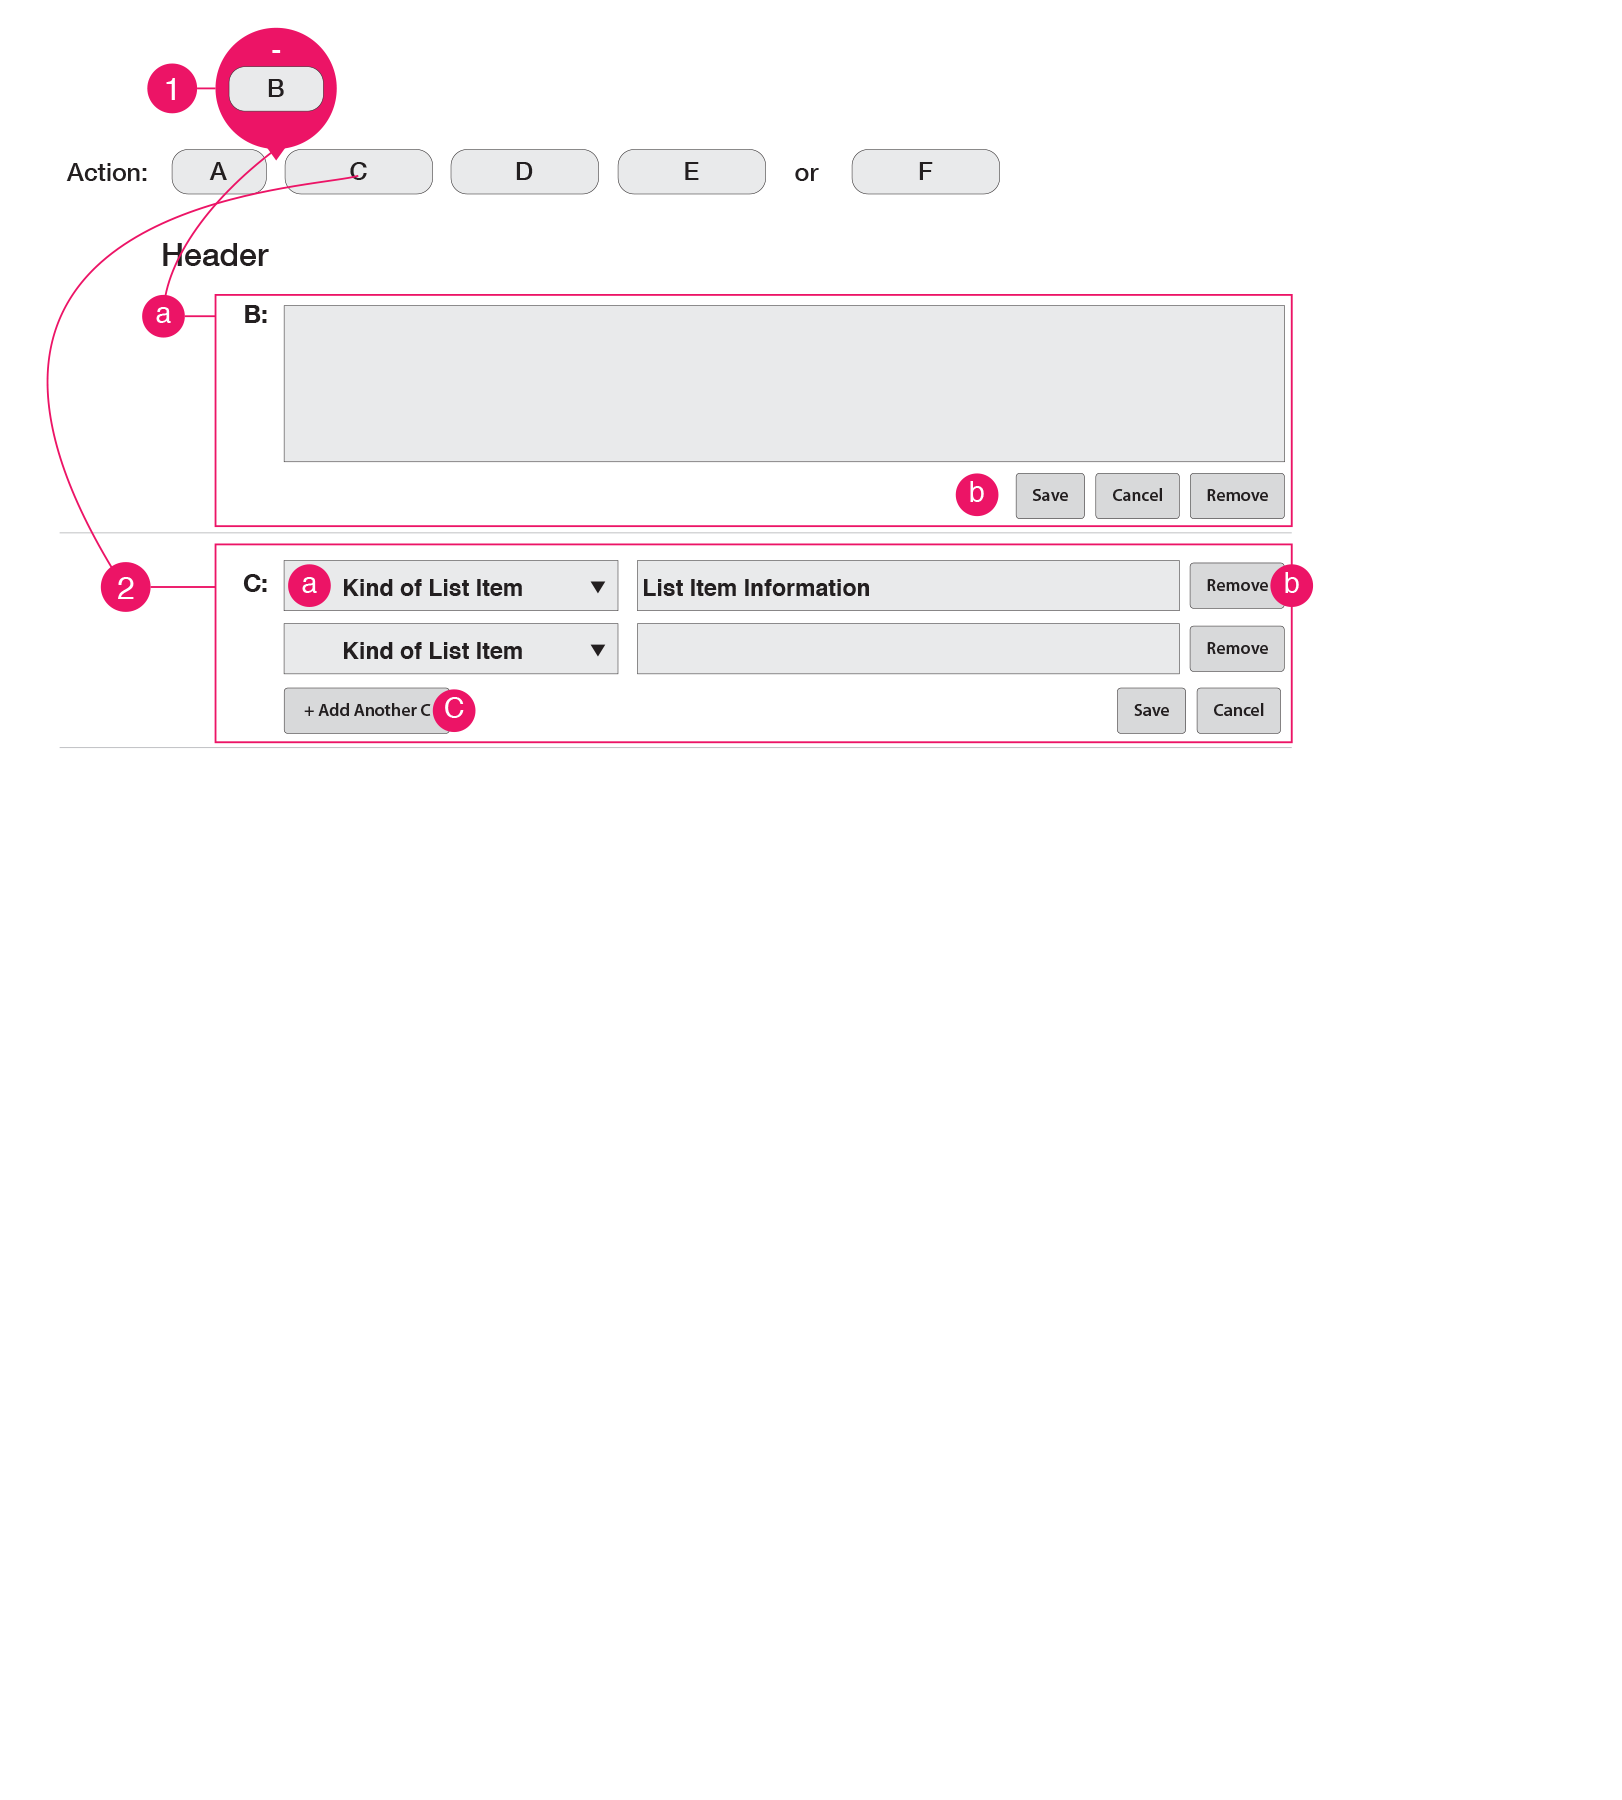 -
1 B
Action: A C D E or F
Header
a B:
b Save Cancel Remove
2 C: a Kind of List Item ▼ List Item Information Remove b
Kind of List Item ▼ Remove
+ Add Another C C Save Cancel